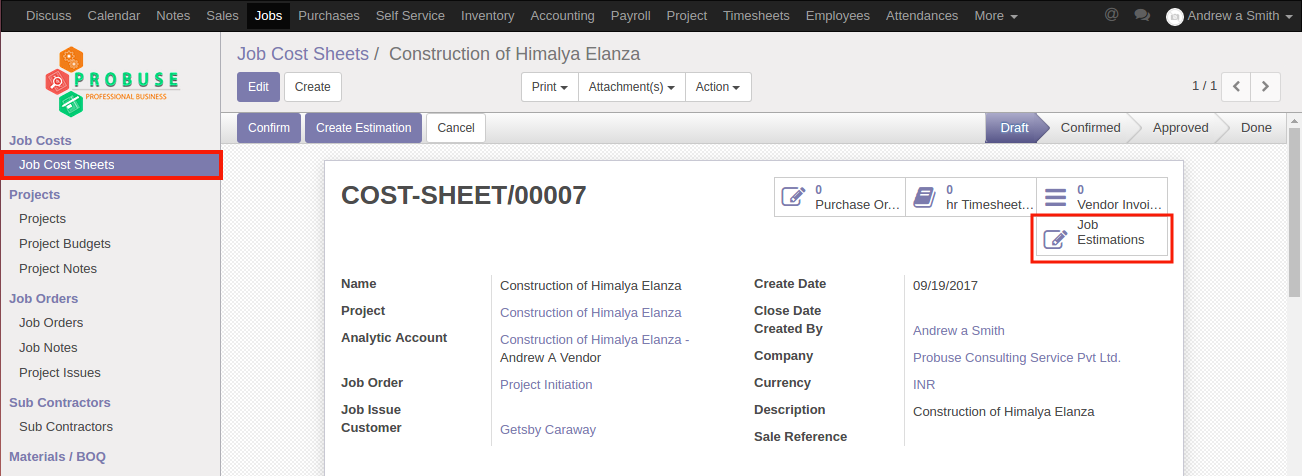 Discuss Calendar Notes Sales Jobs Purchases Self Service Inventory Accounting Payroll Project Timesheets Employees Attendances More @ Andrew a Smith
PROBUSE
PROFESSIONAL BUSINESS
Job Costs
Job Cost Sheets
Projects
Projects
Project Budgets
Project Notes
Job Orders
Job Orders
Job Notes
Project Issues
Sub Contractors
Sub Contractors
Materials / BOQ
Job Cost Sheets / Construction of Himalya Elanza
Edit Create Print Attachment(s) Action 1 / 1
Confirm Create Estimation Cancel Draft Confirmed Approved Done
COST-SHEET/00007
0 Purchase Or...
0 hr Timesheet...
0 Vendor Invoi...
Job
Estimations
Name Construction of Himalya Elanza
Project Construction of Himalya Elanza
Analytic Account Construction of Himalya Elanza -
Andrew A Vendor
Job Order Project Initiation
Job Issue
Customer Getsby Caraway
Create Date 09/19/2017
Close Date
Created By Andrew a Smith
Company Probuse Consulting Service Pvt Ltd.
Currency INR
Description Construction of Himalya Elanza
Sale Reference